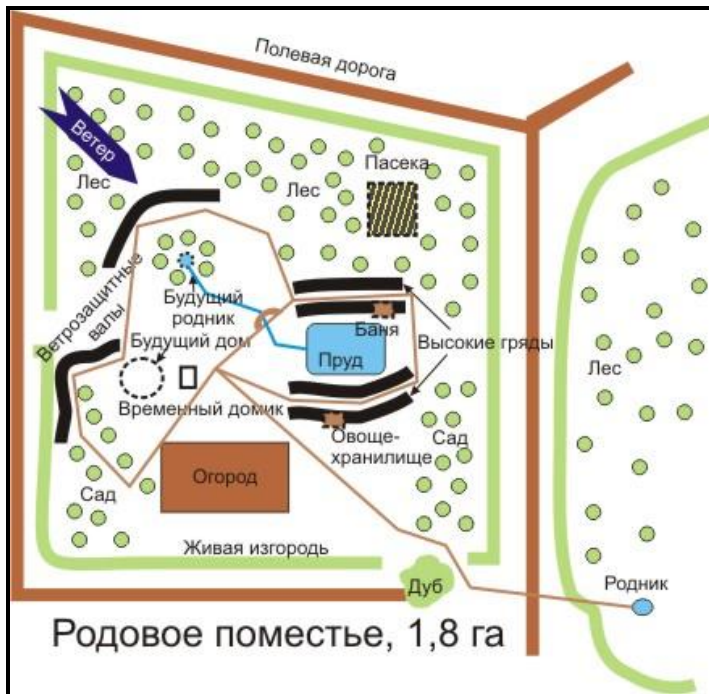 Полевая дорога
Ветер
Лес
Лес
Пасека
Ветрозащитные
валы
Будущий
родник
Будущий дом
Баня
Пруд
Высокие гряды
Лес
Временный домик
Овоще-
хранилище
Сад
Огород
Сад
Живая изгородь
Дуб
Родник
Родовое поместье, 1,8 га